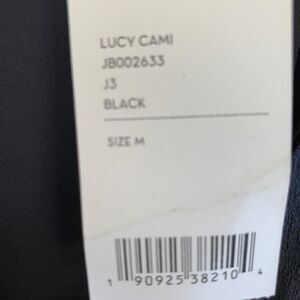 LUCY CAMI
JB002633
J3
BLACK
SIZE M
1 90925 38210 4